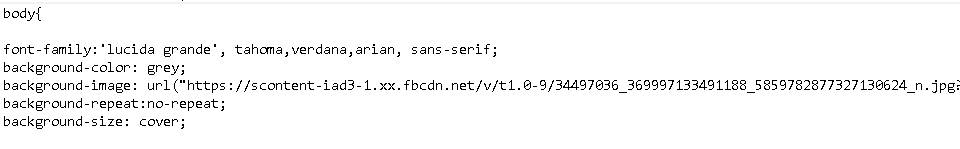 body{
font-family:'lucida grande', tahoma,verdana,arian, sans-serif;
background-color: grey;
background-image: url("https://scontent-iad3-1.xx.fbcdn.net/v/t1.0-9/34497036_369997133491188_5859782877327130624_n.jpg?
background-repeat:no-repeat;
background-size: cover;